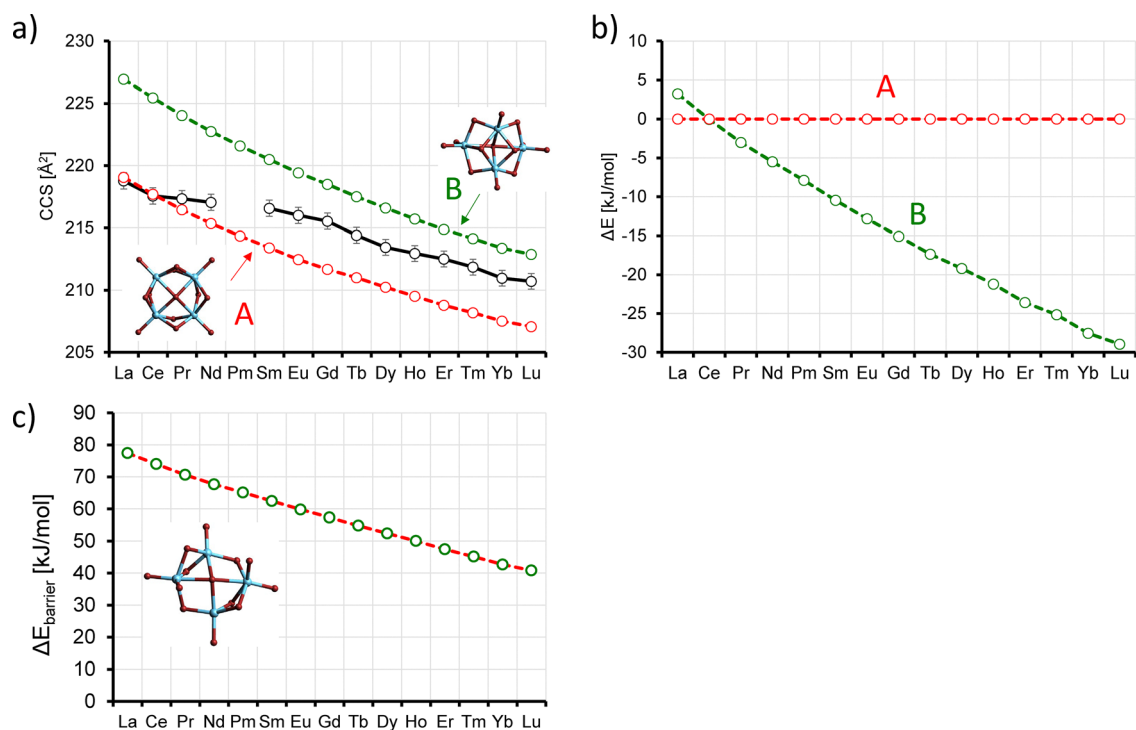 a)
230
225
220
215
210
205
CCS [Å²]
B
A
La Ce Pr Nd Pm Sm Eu Gd Tb Dy Ho Er Tm Yb Lu
b)
10
5
0
-5
-10
-15
-20
-25
-30
ΔE [kJ/mol]
A
B
La Ce Pr Nd Pm Sm Eu Gd Tb Dy Ho Er Tm Yb Lu
c)
90
80
70
60
50
40
30
20
10
0
ΔEbarrier [kJ/mol]
La Ce Pr Nd Pm Sm Eu Gd Tb Dy Ho Er Tm Yb Lu